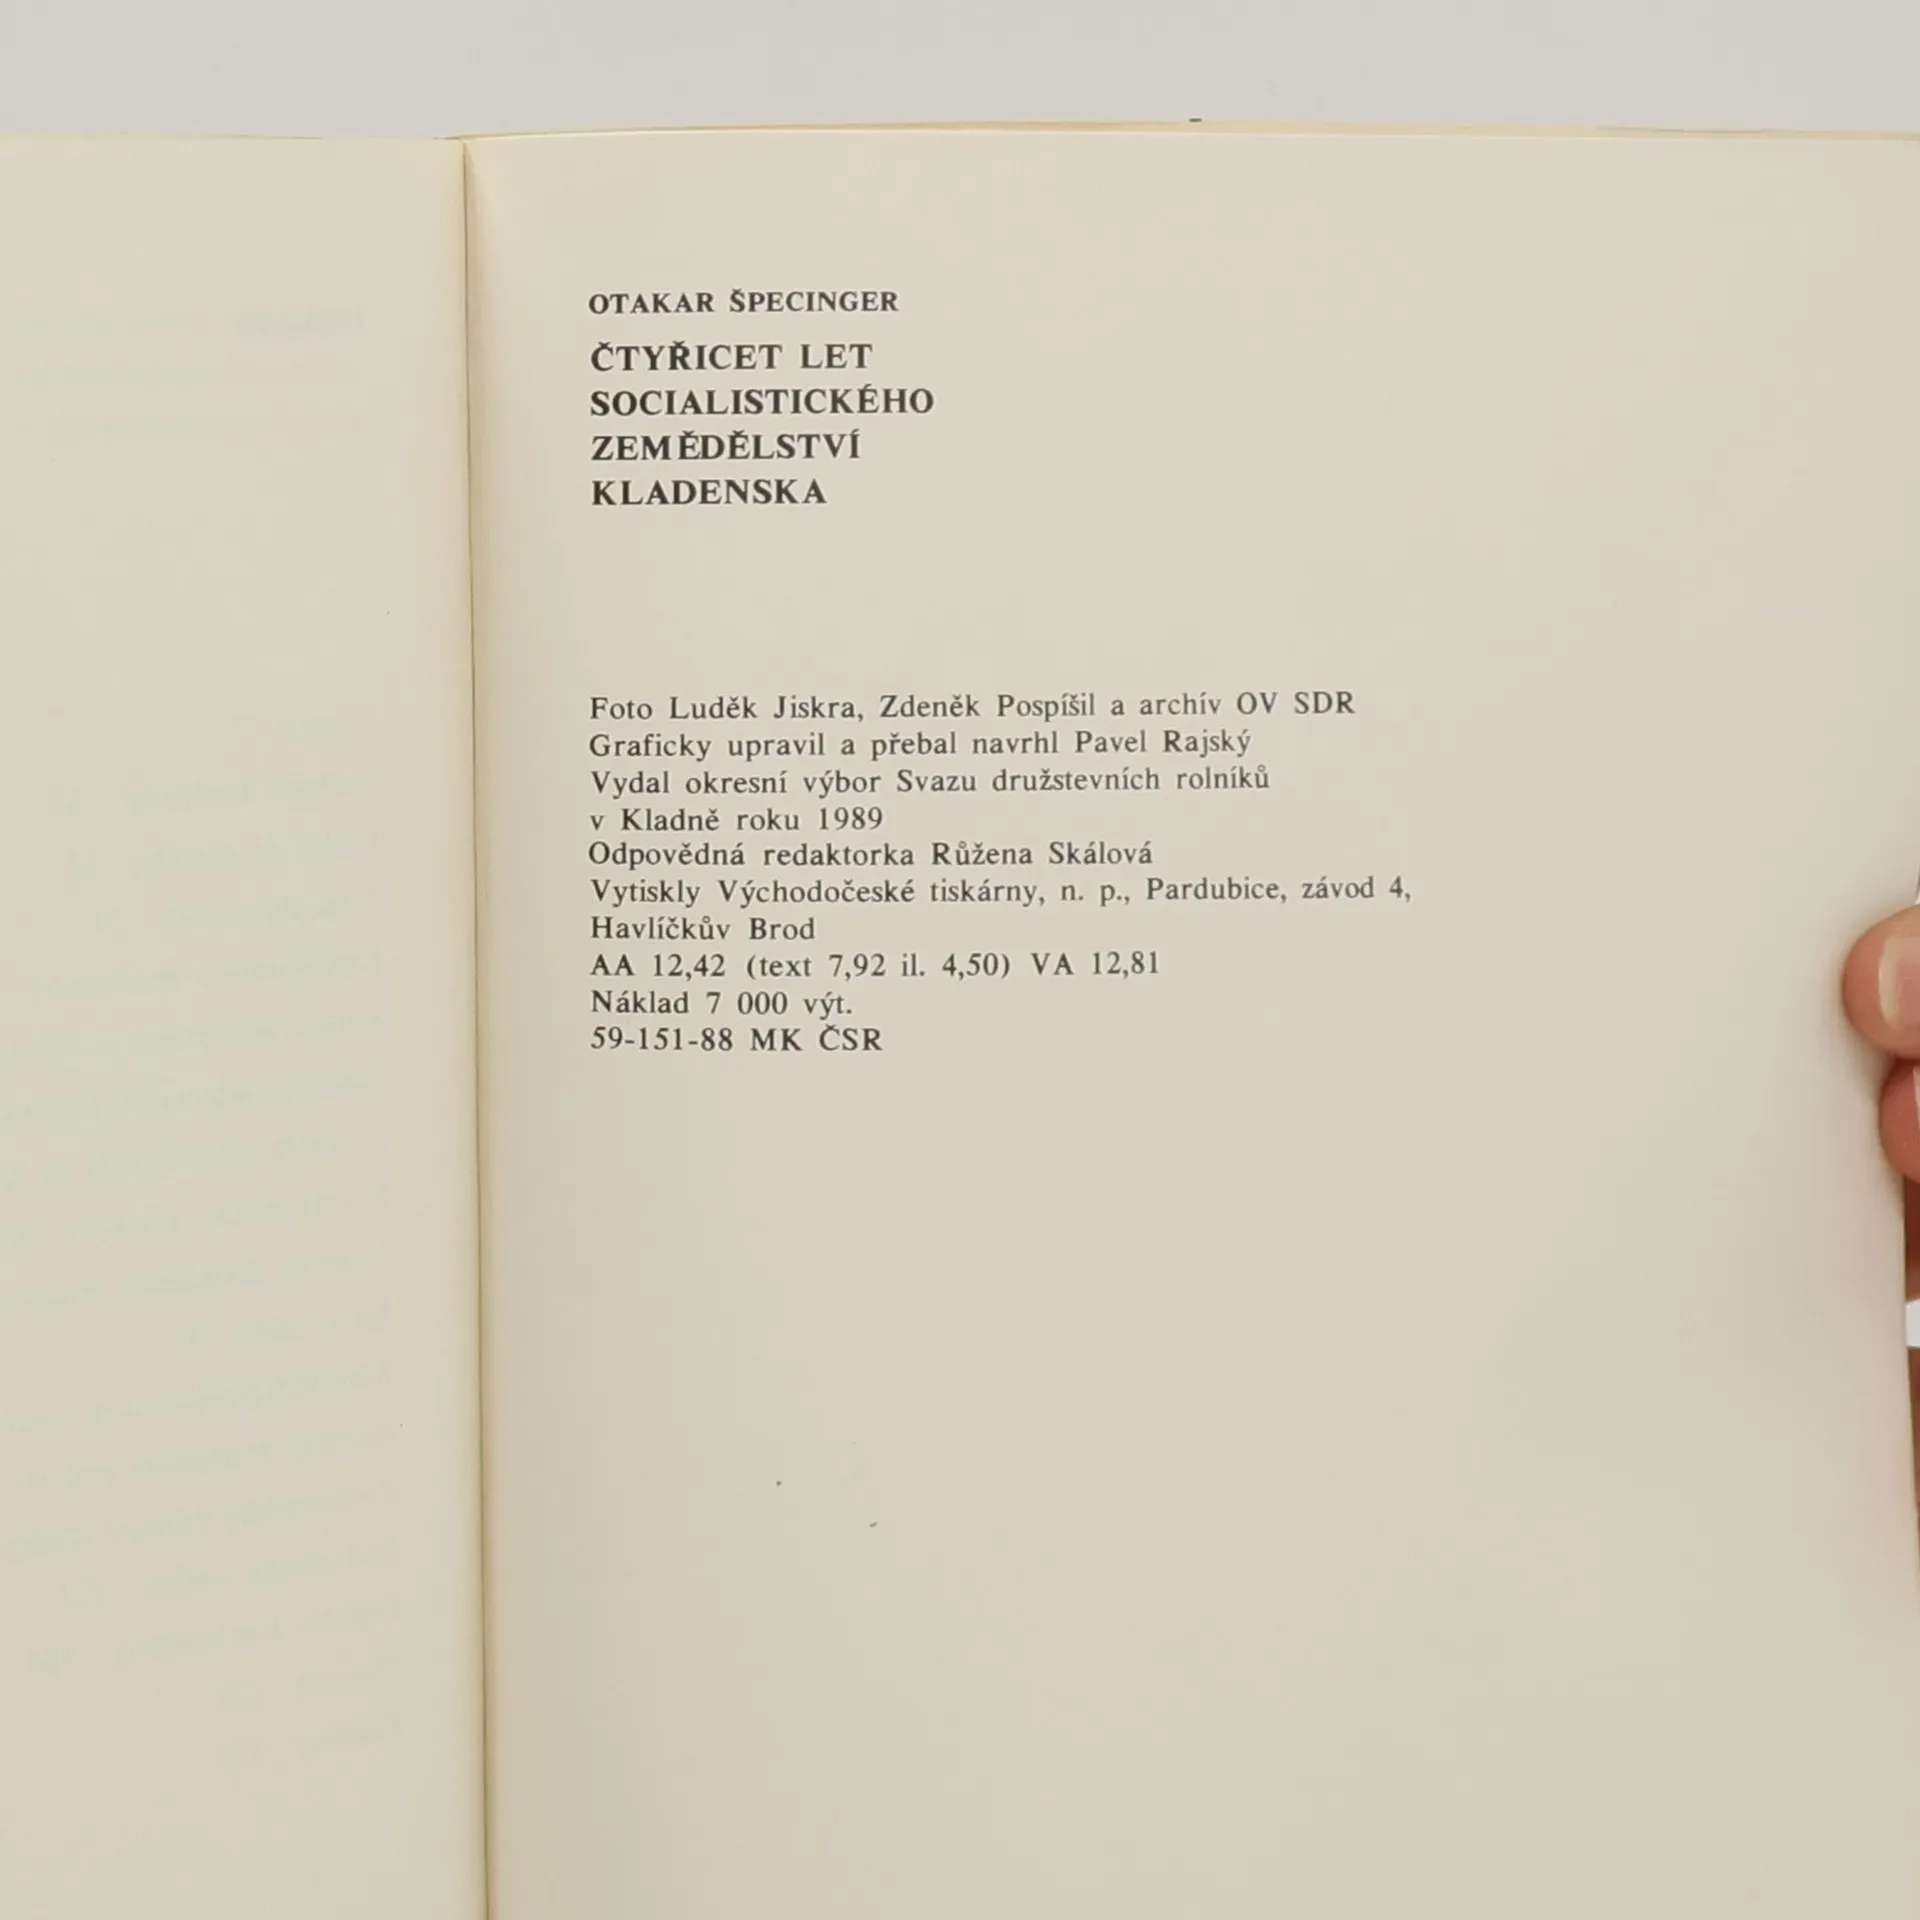 OTAKAR ŠPECINGER
ČTYŘICET LET
SOCIALISTICKÉHO
ZEMĚDĚLSTVÍ
KLADENSKA
Foto Luděk Jiskra, Zdeněk Pospíšil a archív OV SDR
Graficky upravil a přebal navrhl Pavel Rajský
Vydal okresní výbor Svazu družstevních rolníků
v Kladně roku 1989
Odpovědná redaktorka Růžena Skálová
Vytiskly Východočeské tiskárny, n. p., Pardubice, závod 4,
Havlíčkův Brod
AA 12,42 (text 7,92 il. 4,50) VA 12,81
Náklad 7 000 výt.
59-151-88 MK ČSR